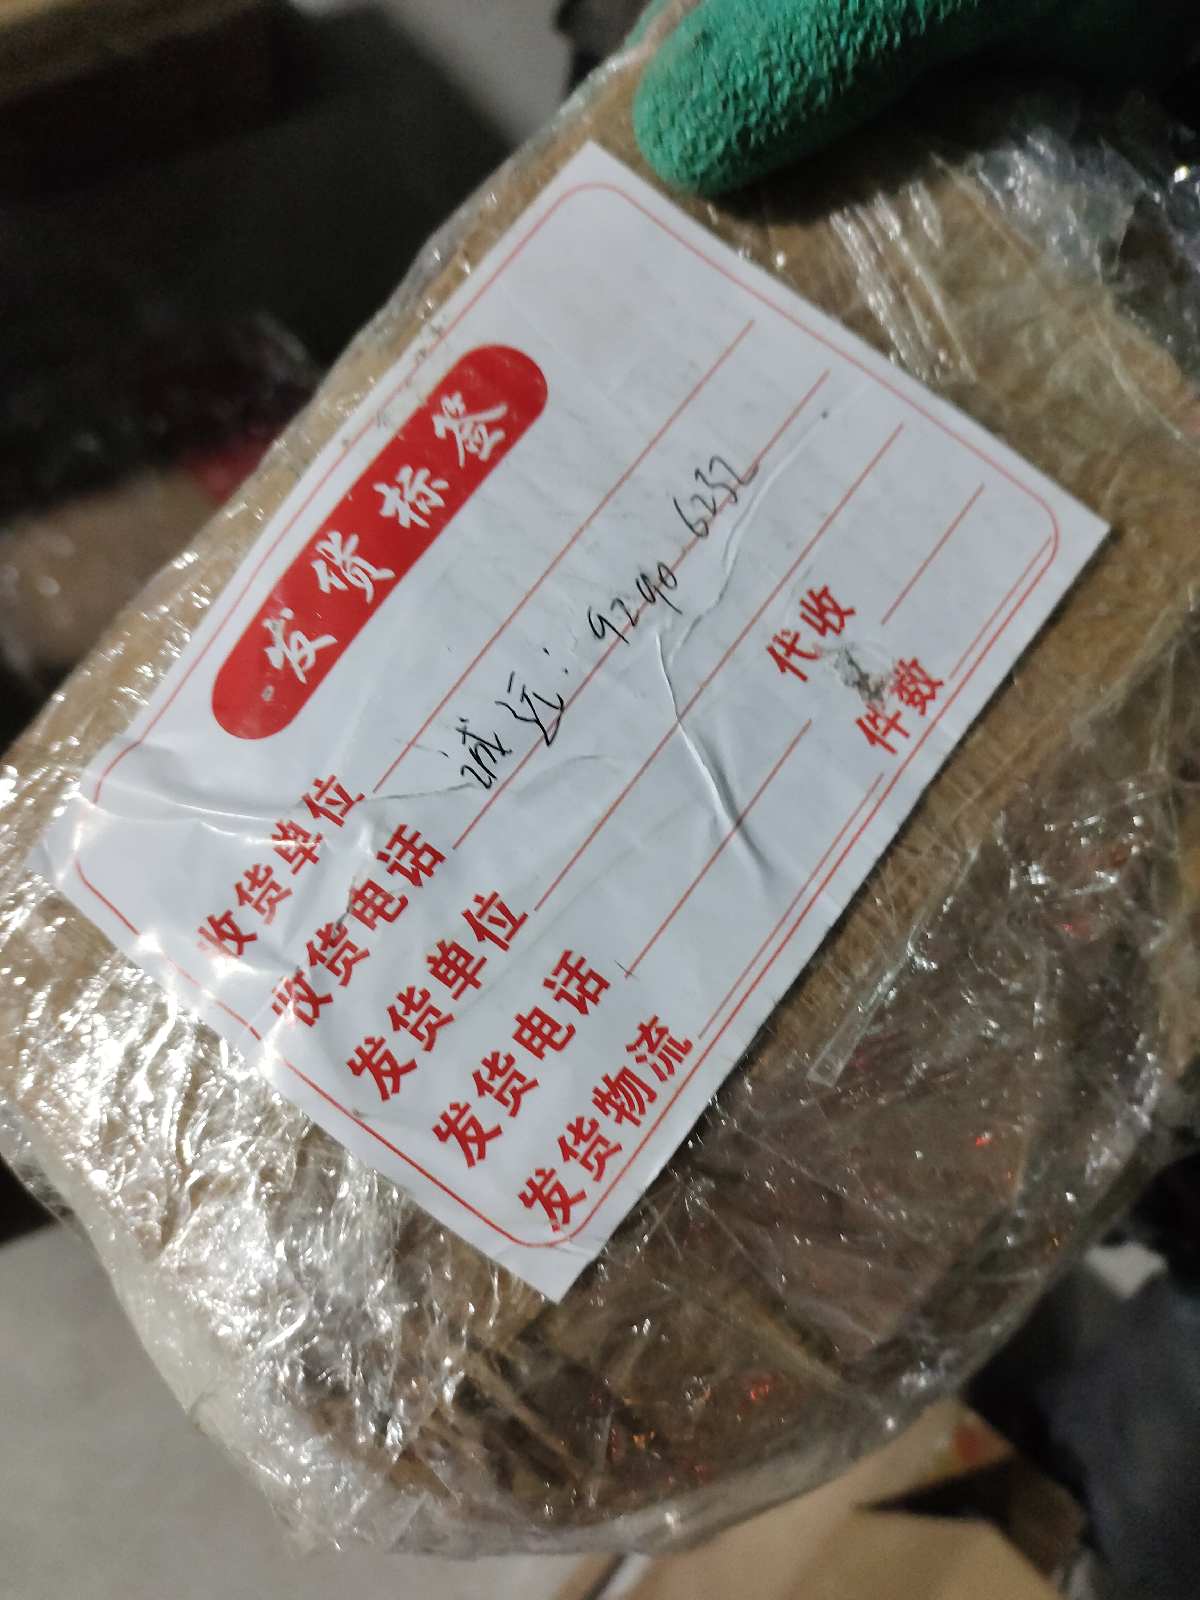 发货标签
收货单位
收货电话 诚远: 9290 6232
发货单位
发货电话 代收
发货物流 件数